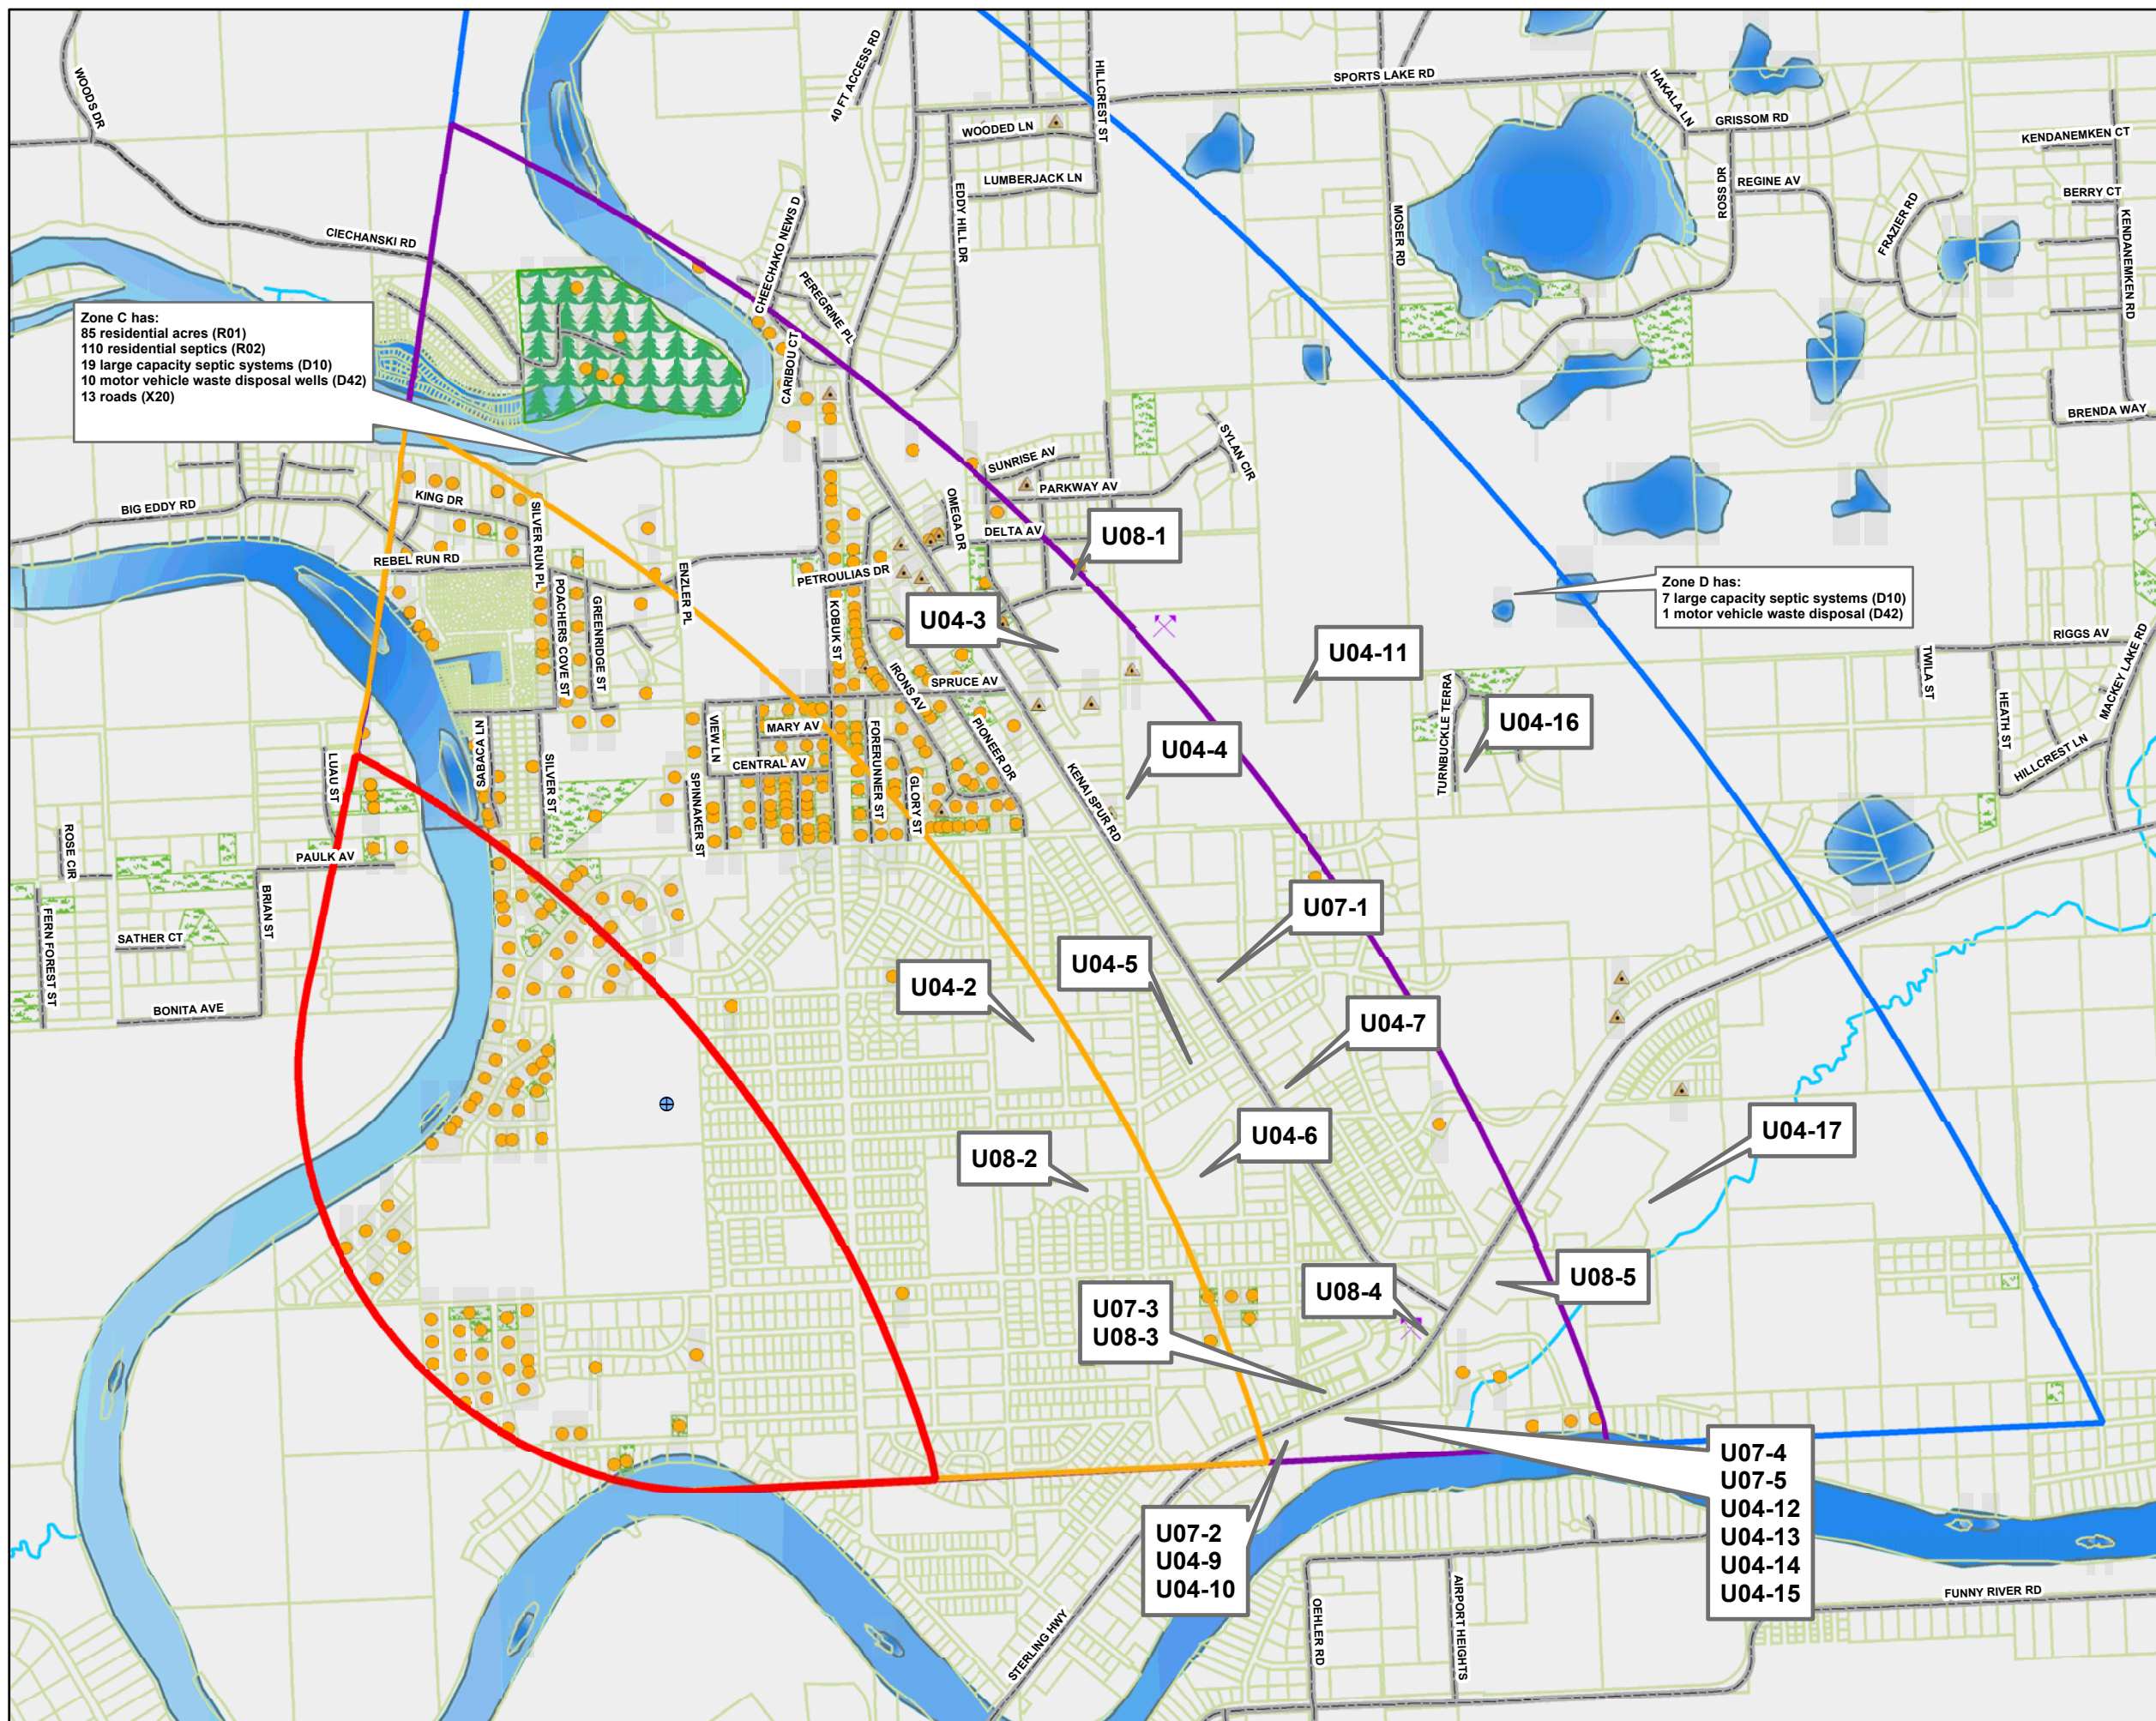 WOODS DR
40 FT ACCESS RD
HILLCREST ST
SPORTS LAKE RD
HAKALA LN
GRISSOM RD
KENDANEMKEN CT
WOODED LN
LUMBERJACK LN
EDDY HILL DR
MOSER RD
ROSS DR
REGINE AV
FRAZIER RD
BERRY CT
KENDANEMKEN RD
CIECHANSKI RD
CHEECHAKO NEWS D
PEREGRINE PL
CARIBOU CT
Zone C has:
85 residential acres (R01)
110 residential septics (R02)
19 large capacity septic systems (D10)
10 motor vehicle waste disposal wells (D42)
13 roads (X20)
BRENDA WAY
SYLAN CIR
SUNRISE AV
PARKWAY AV
OMEGA DR
DELTA AV
U08-1
BIG EDDY RD
KING DR
SILVER RUN PL
REBEL RUN RD
POACHERS COVE ST
GREENRIDGE ST
ENZLER PL
PETROULIAS DR
KOBUK ST
U04-3
Zone D has:
7 large capacity septic systems (D10)
1 motor vehicle waste disposal (D42)
U04-11
RIGGS AV
TWILA ST
HEATH ST
MACKEY LAKE RD
HILLCREST LN
TURNBUCKLE TERRA
U04-16
IRONS AV
SPRUCE AV
PIONEER DR
MARY AV
VIEW LN
CENTRAL AV
FORERUNNER ST
GLORY ST
SPINNAKER ST
SABACA LN
SILVER ST
LUAU ST
U04-4
KENAI SPUR RD
ROSE CIR
PAULK AV
BRIAN ST
FERN FOREST ST
SATHER CT
BONITA AVE
U07-1
U04-5
U04-2
U04-7
U04-6
U08-2
U04-17
U08-5
U08-4
U07-3
U08-3
U07-4
U07-5
U04-12
U04-13
U04-14
U04-15
U07-2
U04-9
U04-10
STERLING HWY
OEHLER RD
AIRPORT HEIGHTS
FUNNY RIVER RD